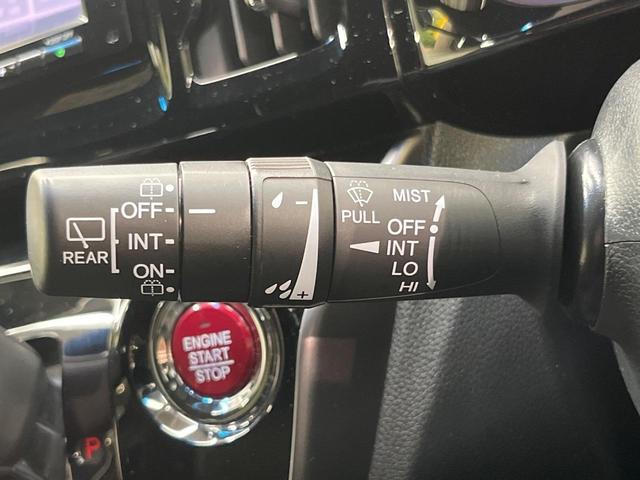 OFF
INT
ON
REAR
-
+
PULL
MIST
OFF
INT
LO
HI
ENGINE
START
STOP
P